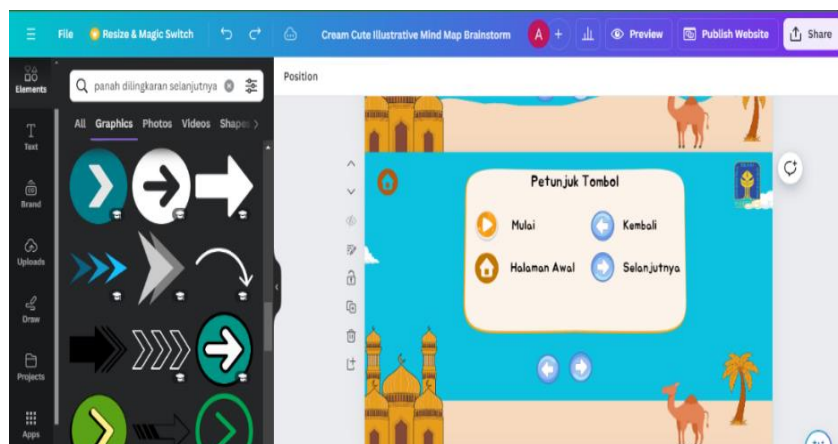 File Resize & Magic Switch Cream Cute Illustrative Mind Map Brainstorm A + Preview Publish Website Share
Elements
Text
Brand
Uploads
Draw
Projects
Apps
panah dilingkaran selanjutnya
All Graphics Photos Videos Shapes
Position
Petunjuk Tombol
Mulai Kembali
Halaman Awal Selanjutnya